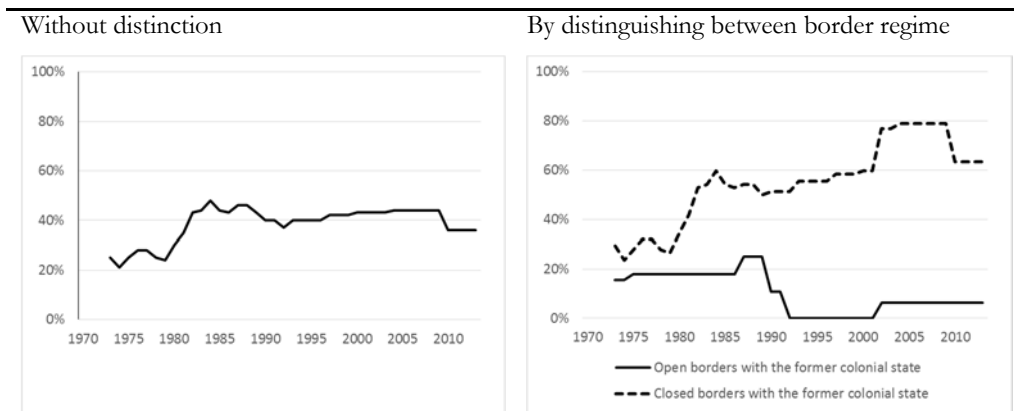 Without distinction
By distinguishing between border regime
100%
80%
60%
40%
20%
0%
1970 1975 1980 1985 1990 1995 2000 2005 2010
100%
80%
60%
40%
20%
0%
1970 1975 1980 1985 1990 1995 2000 2005 2010
Open borders with the former colonial state
Closed borders with the former colonial state